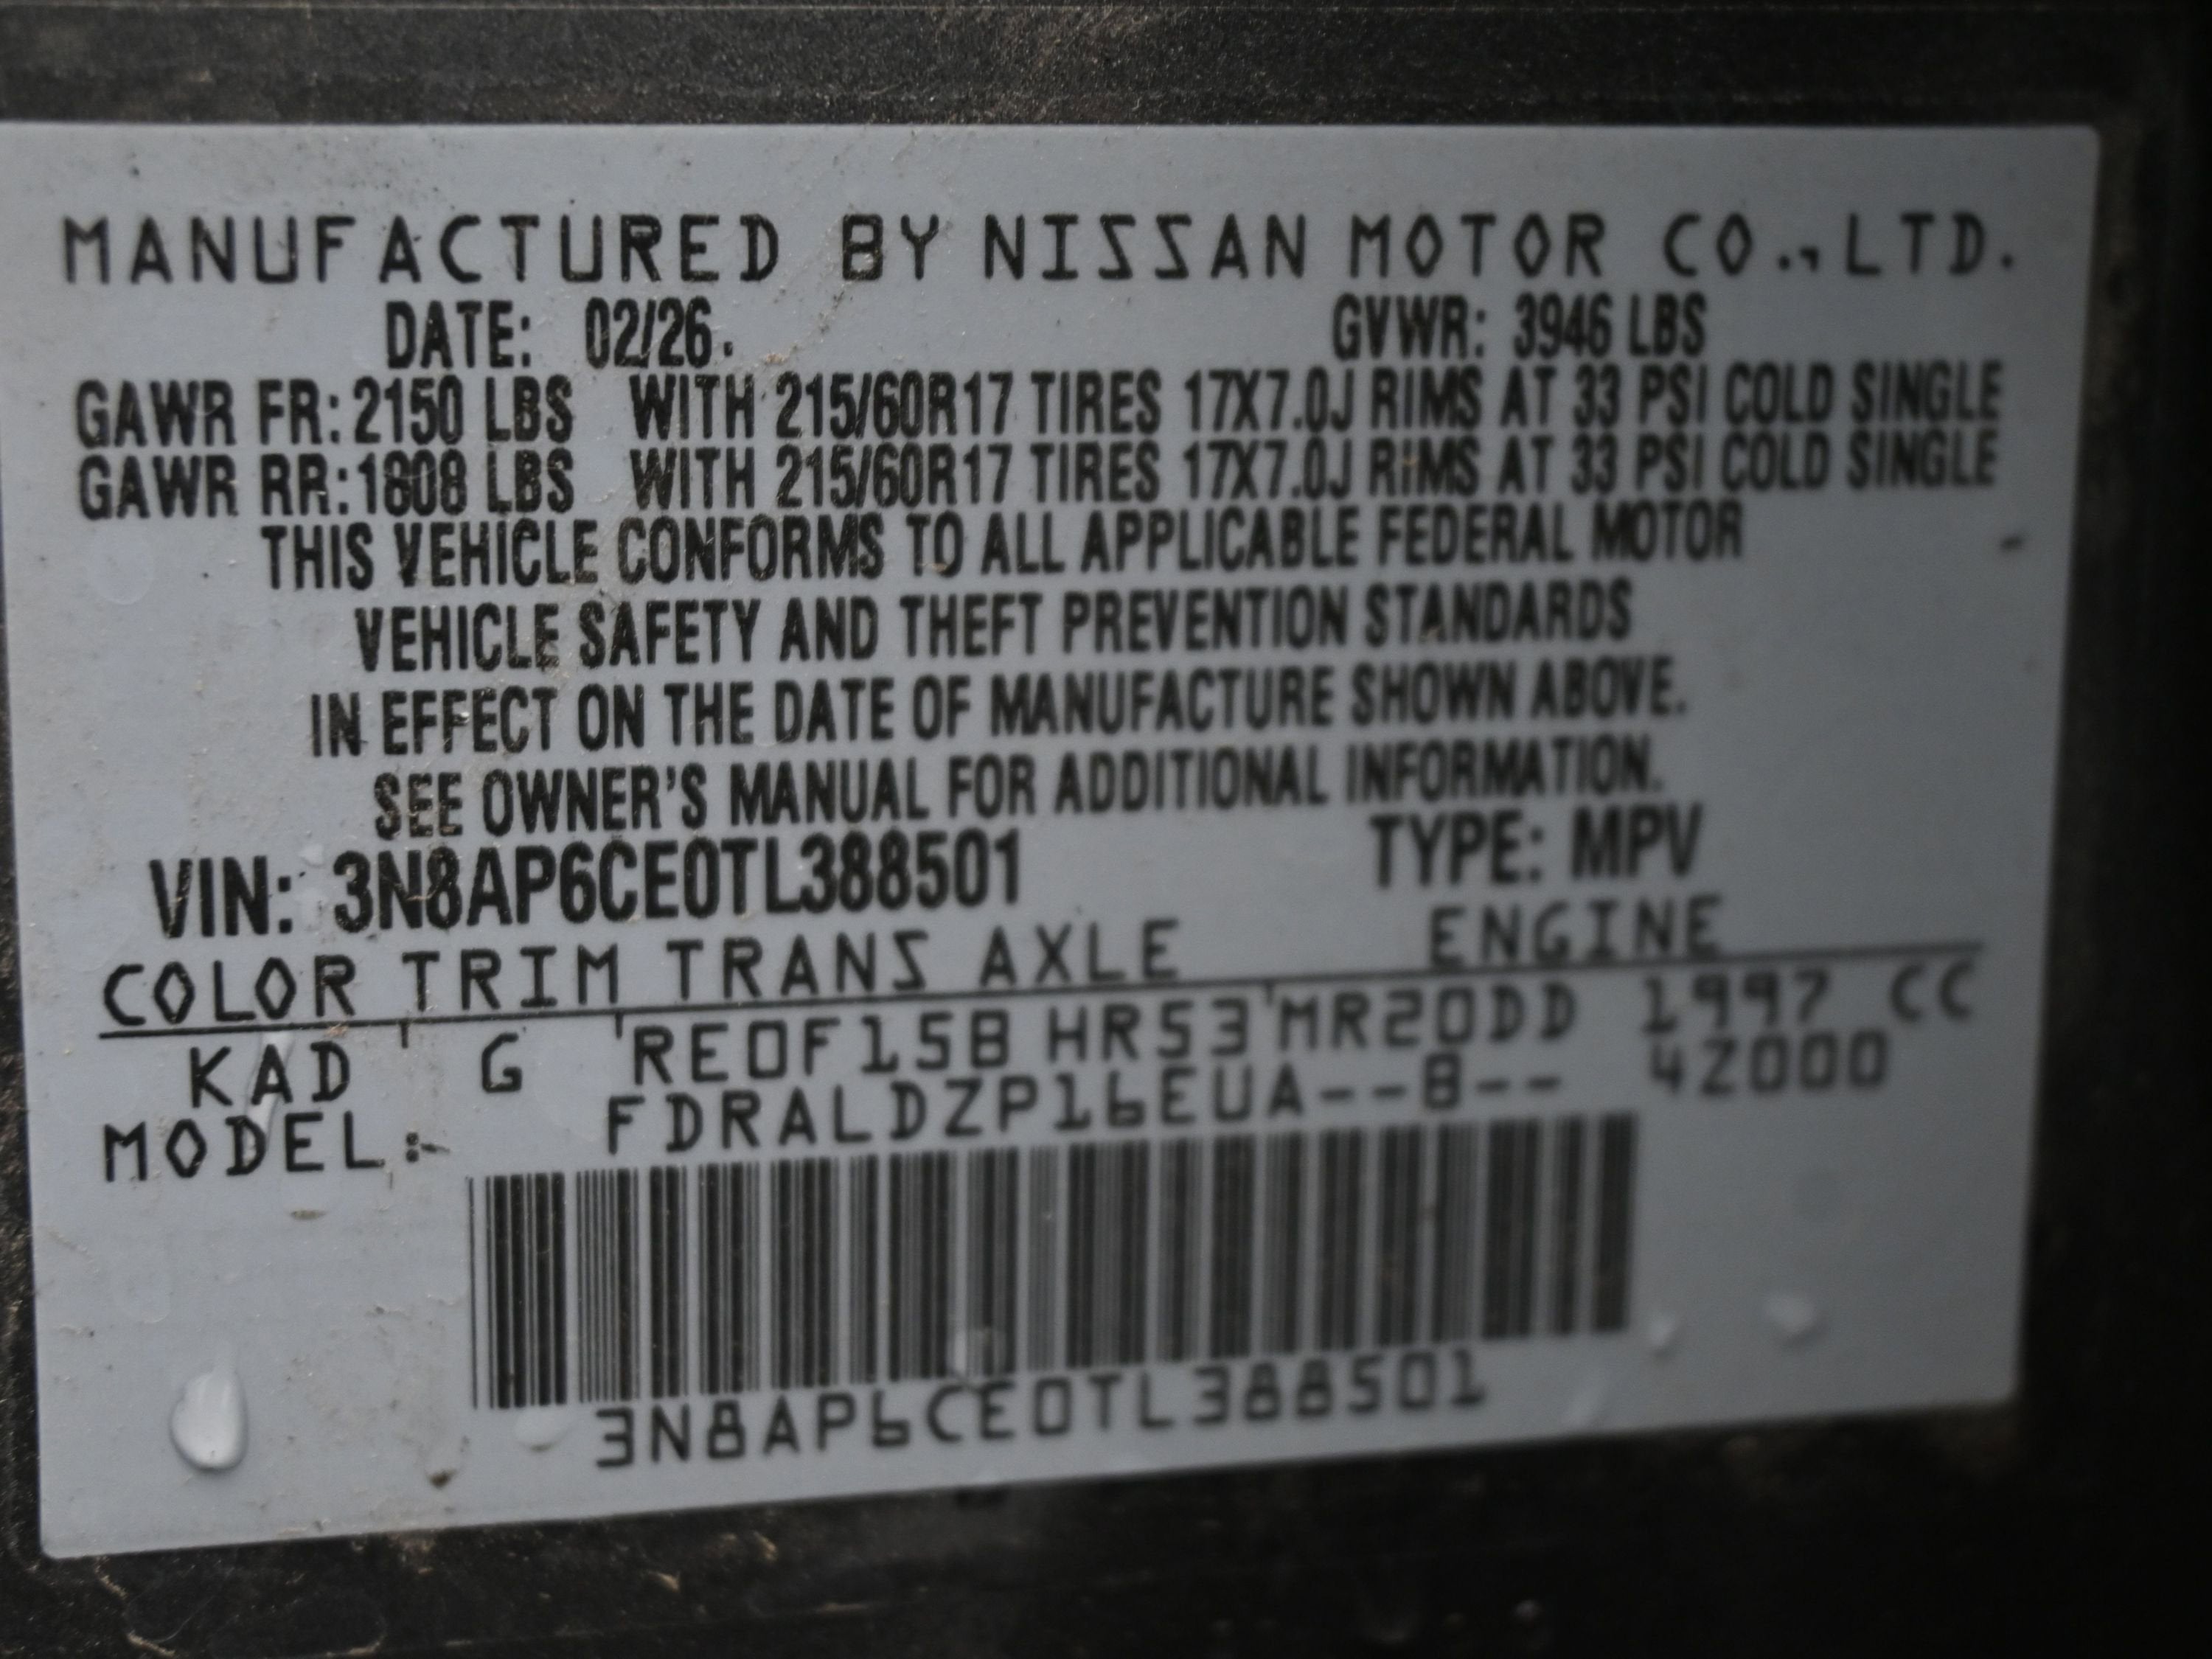 MANUFACTURED BY NISSAN MOTOR CO.,LTD.
DATE: 02/26. GVWR: 3946 LBS
GAWR FR: 2150 LBS WITH 215/60R17 TIRES 17X7.0J RIMS AT 33 PSI COLD SINGLE
GAWR RR: 1808 LBS WITH 215/60R17 TIRES 17X7.0J RIMS AT 33 PSI COLD SINGLE
THIS VEHICLE CONFORMS TO ALL APPLICABLE FEDERAL MOTOR
VEHICLE SAFETY AND THEFT PREVENTION STANDARDS
IN EFFECT ON THE DATE OF MANUFACTURE SHOWN ABOVE.
SEE OWNER'S MANUAL FOR ADDITIONAL INFORMATION.
VIN: 3N8AP6CE0TL388501 TYPE: MPV
COLOR TRIM TRANS AXLE ENGINE
KAD G RE0F15B HR53 MR20DD 1997 CC
MODEL: FDRALDZP16EUA--B-- 4Z000
3N8AP6CE0TL388501